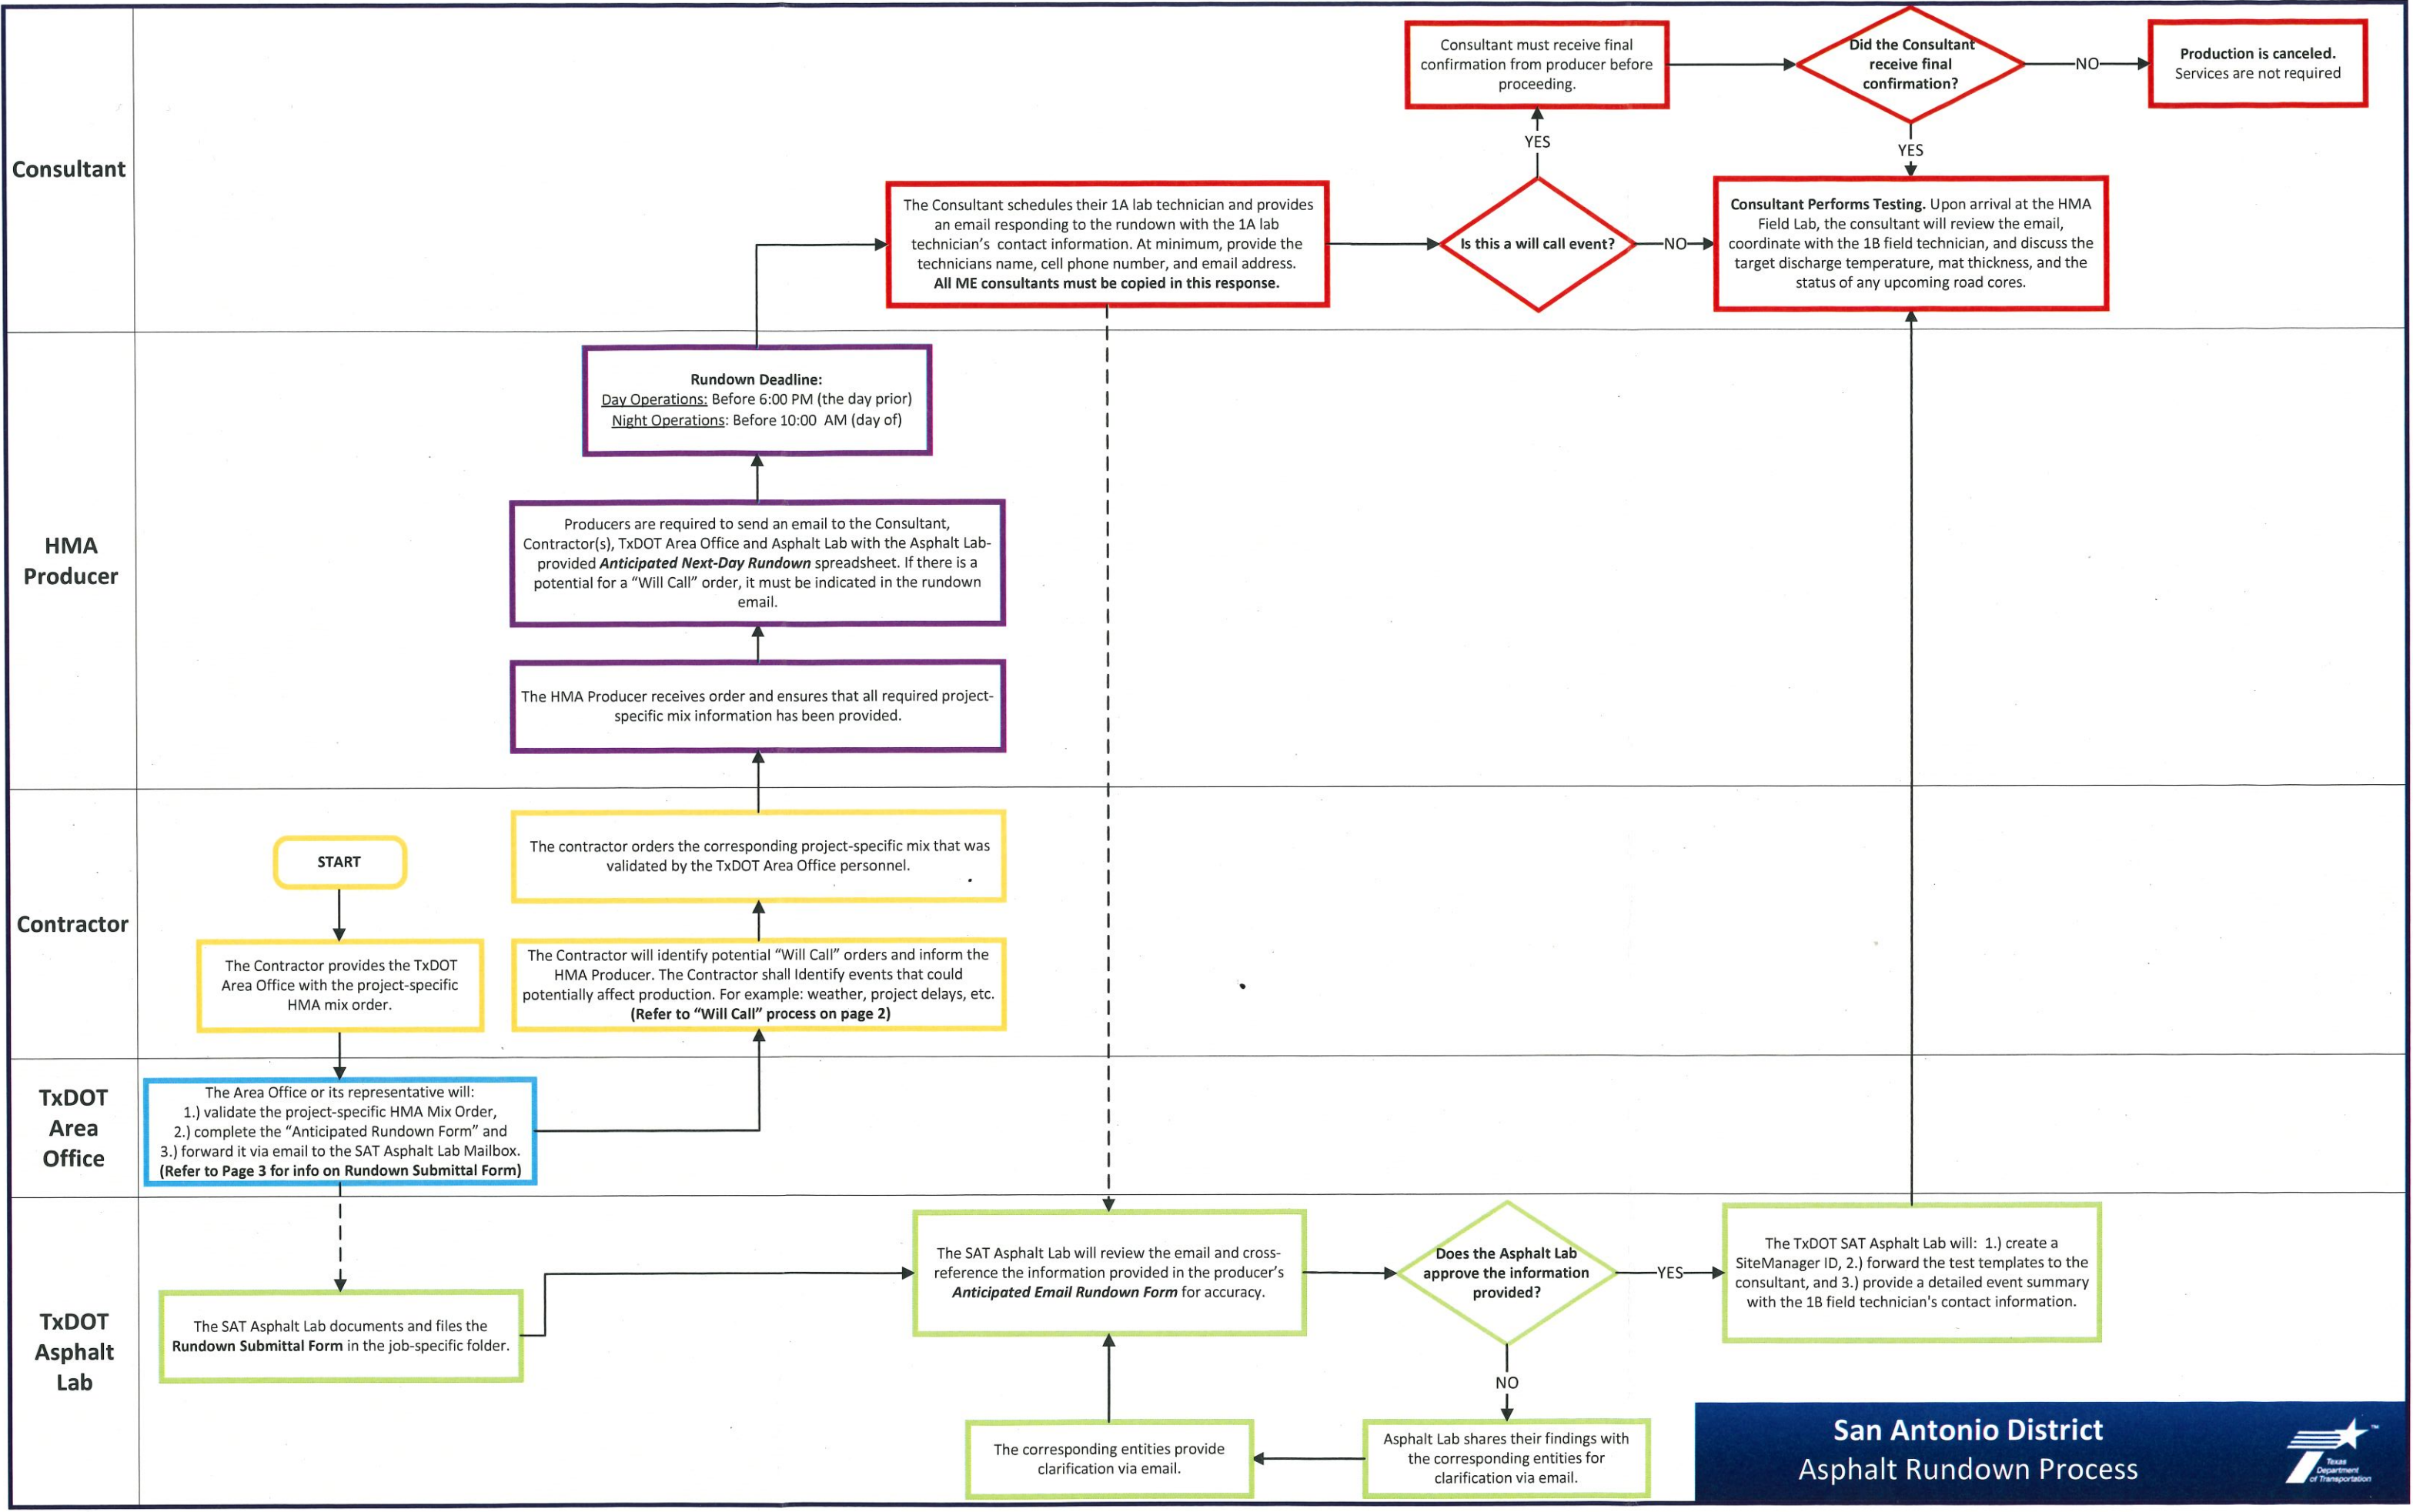 Consultant
Consultant must receive final
confirmation from producer before
proceeding.
Did the Consultant
receive final
confirmation?
NO
Production is canceled.
Services are not required
YES
YES
The Consultant schedules their 1A lab technician and provides
an email responding to the rundown with the 1A lab
technician's contact information. At minimum, provide the
technicians name, cell phone number, and email address.
All ME consultants must be copied in this response.
Is this a will call event?
NO
Consultant Performs Testing. Upon arrival at the HMA
Field Lab, the consultant will review the email,
coordinate with the 1B field technician, and discuss the
target discharge temperature, mat thickness, and the
status of any upcoming road cores.
HMA
Producer
Rundown Deadline:
Day Operations: Before 6:00 PM (the day prior)
Night Operations: Before 10:00 AM (day of)
Producers are required to send an email to the Consultant,
Contractor(s), TxDOT Area Office and Asphalt Lab with the Asphalt Lab-
provided Anticipated Next-Day Rundown spreadsheet. If there is a
potential for a “Will Call” order, it must be indicated in the rundown
email.
The HMA Producer receives order and ensures that all required project-
specific mix information has been provided.
Contractor
START
The Contractor provides the TxDOT
Area Office with the project-specific
HMA mix order.
The contractor orders the corresponding project-specific mix that was
validated by the TxDOT Area Office personnel.
The Contractor will identify potential “Will Call” orders and inform the
HMA Producer. The Contractor shall Identify events that could
potentially affect production. For example: weather, project delays, etc.
(Refer to “Will Call” process on page 2)
TxDOT
Area
Office
The Area Office or its representative will:
1.) validate the project-specific HMA Mix Order,
2.) complete the “Anticipated Rundown Form” and
3.) forward it via email to the SAT Asphalt Lab Mailbox.
(Refer to Page 3 for info on Rundown Submittal Form)
TxDOT
Asphalt
Lab
The SAT Asphalt Lab documents and files the
Rundown Submittal Form in the job-specific folder.
The SAT Asphalt Lab will review the email and cross-
reference the information provided in the producer's
Anticipated Email Rundown Form for accuracy.
Does the Asphalt Lab
approve the information
provided?
YES
The TxDOT SAT Asphalt Lab will: 1.) create a
SiteManager ID, 2.) forward the test templates to the
consultant, and 3.) provide a detailed event summary
with the 1B field technician's contact information.
NO
The corresponding entities provide
clarification via email.
Asphalt Lab shares their findings with
the corresponding entities for
clarification via email.
San Antonio District
Asphalt Rundown Process
Texas
Department
of Transportation
™